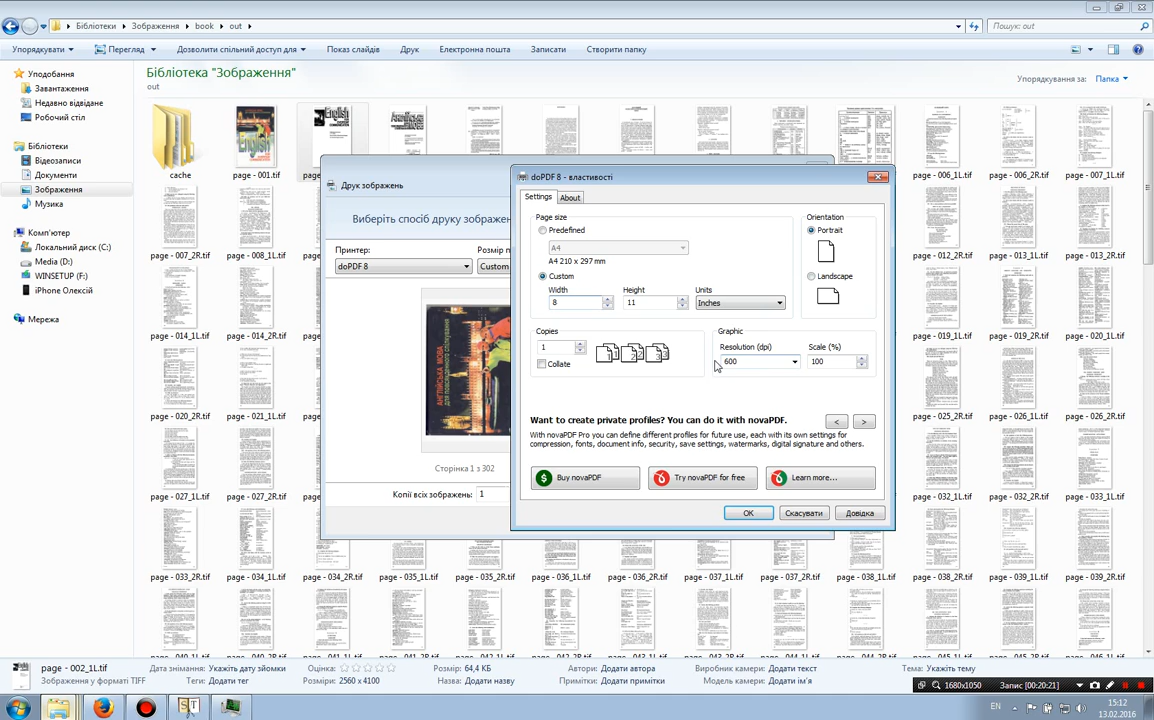 Бібліотеки ▸ Зображення ▸ book ▸ out ▸
Пошук: out
Упорядкувати
Перегляд
Дозволити спільний доступ для
Показ слайдів
Друк
Електронна пошта
Записати
Створити папку
Уподобання
Завантаження
Недавно відвідане
Робочий стіл
Бібліотеки
Відеозаписи
Документи
Зображення
Музика
Комп'ютер
Локальний диск (C:)
Media (D:)
WINSETUP (F:)
iPhone Олексій
Мережа
Бібліотека "Зображення"
out
Упорядкування за: Папка
English
cache
page - 001.tif
page - 006_1L.tif
page - 006_2R.tif
page - 007_1L.tif
page - 007_2R.tif
page - 008_1L.tif
page - 012_2R.tif
page - 013_1L.tif
page - 013_2R.tif
page - 014_1L.tif
page - 014_2R.tif
page - 019_1L.tif
page - 019_2R.tif
page - 020_1L.tif
page - 020_2R.tif
page - 021_1L.tif
page - 025_2R.tif
page - 026_1L.tif
page - 026_2R.tif
page - 027_1L.tif
page - 027_2R.tif
page - 032_1L.tif
page - 032_2R.tif
page - 033_1L.tif
page - 033_2R.tif
page - 034_1L.tif
page - 034_2R.tif
page - 035_1L.tif
page - 035_2R.tif
page - 036_1L.tif
page - 036_2R.tif
page - 037_1L.tif
page - 037_2R.tif
page - 038_1L.tif
page - 038_2R.tif
page - 039_1L.tif
page - 039_2R.tif
Друк зображень
Виберіть спосіб друку зображен
Принтер:
Розмір п
doPDF 8
Custom
АНГЛІЙСЬКА МОВА
Сторінка 1 з 302
Копії всіх зображень:
1
doPDF 8 - властивості
Settings
About
Page size
Predefined
A4
A4 210 x 297 mm
Custom
Width
Height
Units
8
11
Inches
Orientation
Portrait
Landscape
Copies
1
Collate
Graphic
Resolution (dpi)
Scale (%)
600
100
Want to create private profiles? You can do it with novaPDF.
<
>
With novaPDF Pro you can define different profiles for future use, each with its own settings for
compression, fonts, document info, security, save settings, watermarks, digital signature and others.
Buy novaPDF
Try novaPDF for free
Learn more...
OK
Скасувати
Довідка
page - 002_1L.tif
Зображення у форматі TIFF
Дата знімання: Укажіть дату зйомки
Теги: Додати тег
Оцінка:
Розміри: 2560 x 4100
Розмір: 64,4 КБ
Назва: Додати назву
Автори: Додати автора
Примітки: Додати примітки
Виробник камери: Додати текст
Модель камери: Додати ім'я
Тема: Укажіть тему
1680x1050
Запис [00:20:21]
EN
15:12
13.02.2016